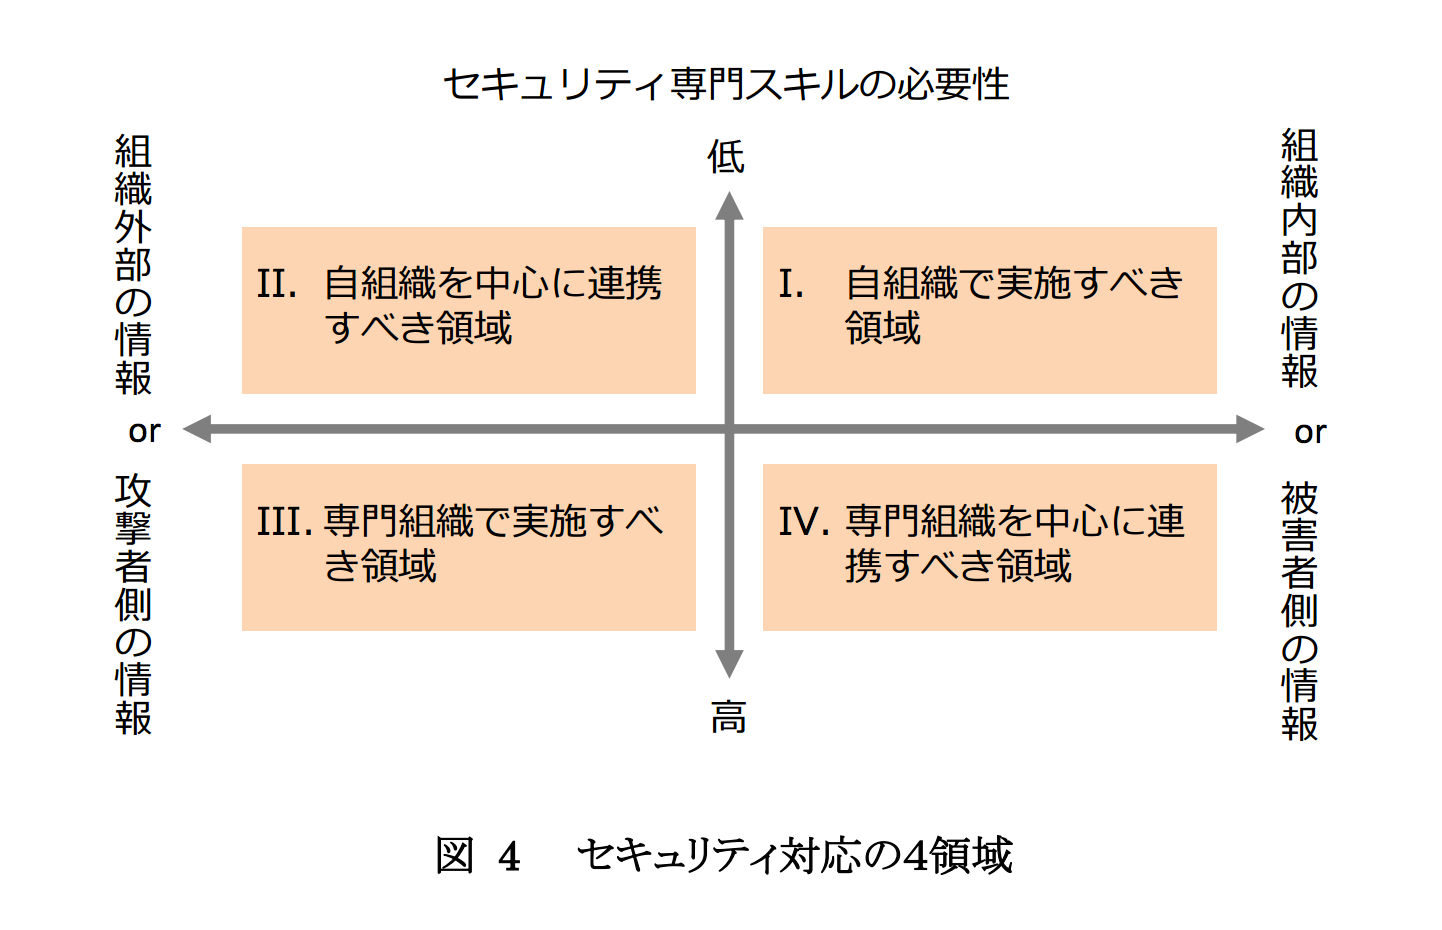 セキュリティ専門スキルの必要性
低
組織外部の情報
or
攻撃者側の情報
組織内部の情報
or
被害者側の情報
II. 自組織を中心に連携
すべき領域
I. 自組織で実施すべき
領域
III. 専門組織で実施すべ
き領域
IV. 専門組織を中心に連
携すべき領域
高
図 4 セキュリティ対応の4領域